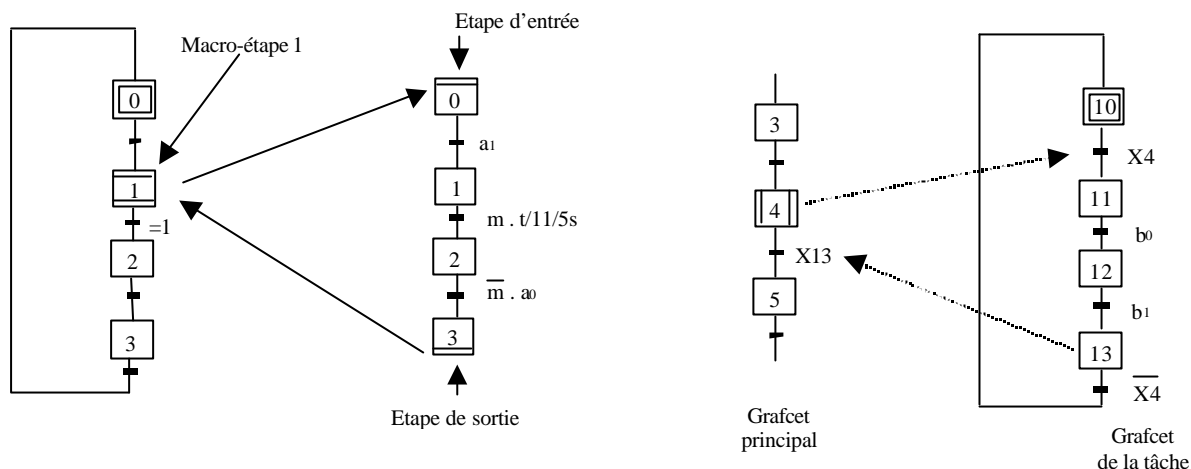 Etape d'entrée
Macro-étape 1
0
1
=1
2
3
0
a1
1
m . t/11/5s
2
m̅ . a0
3
Etape de sortie
3
4
X13
5
Grafcet
principal
10
X4
11
b0
12
b1
13
X̅4̅
Grafcet
de la tâche